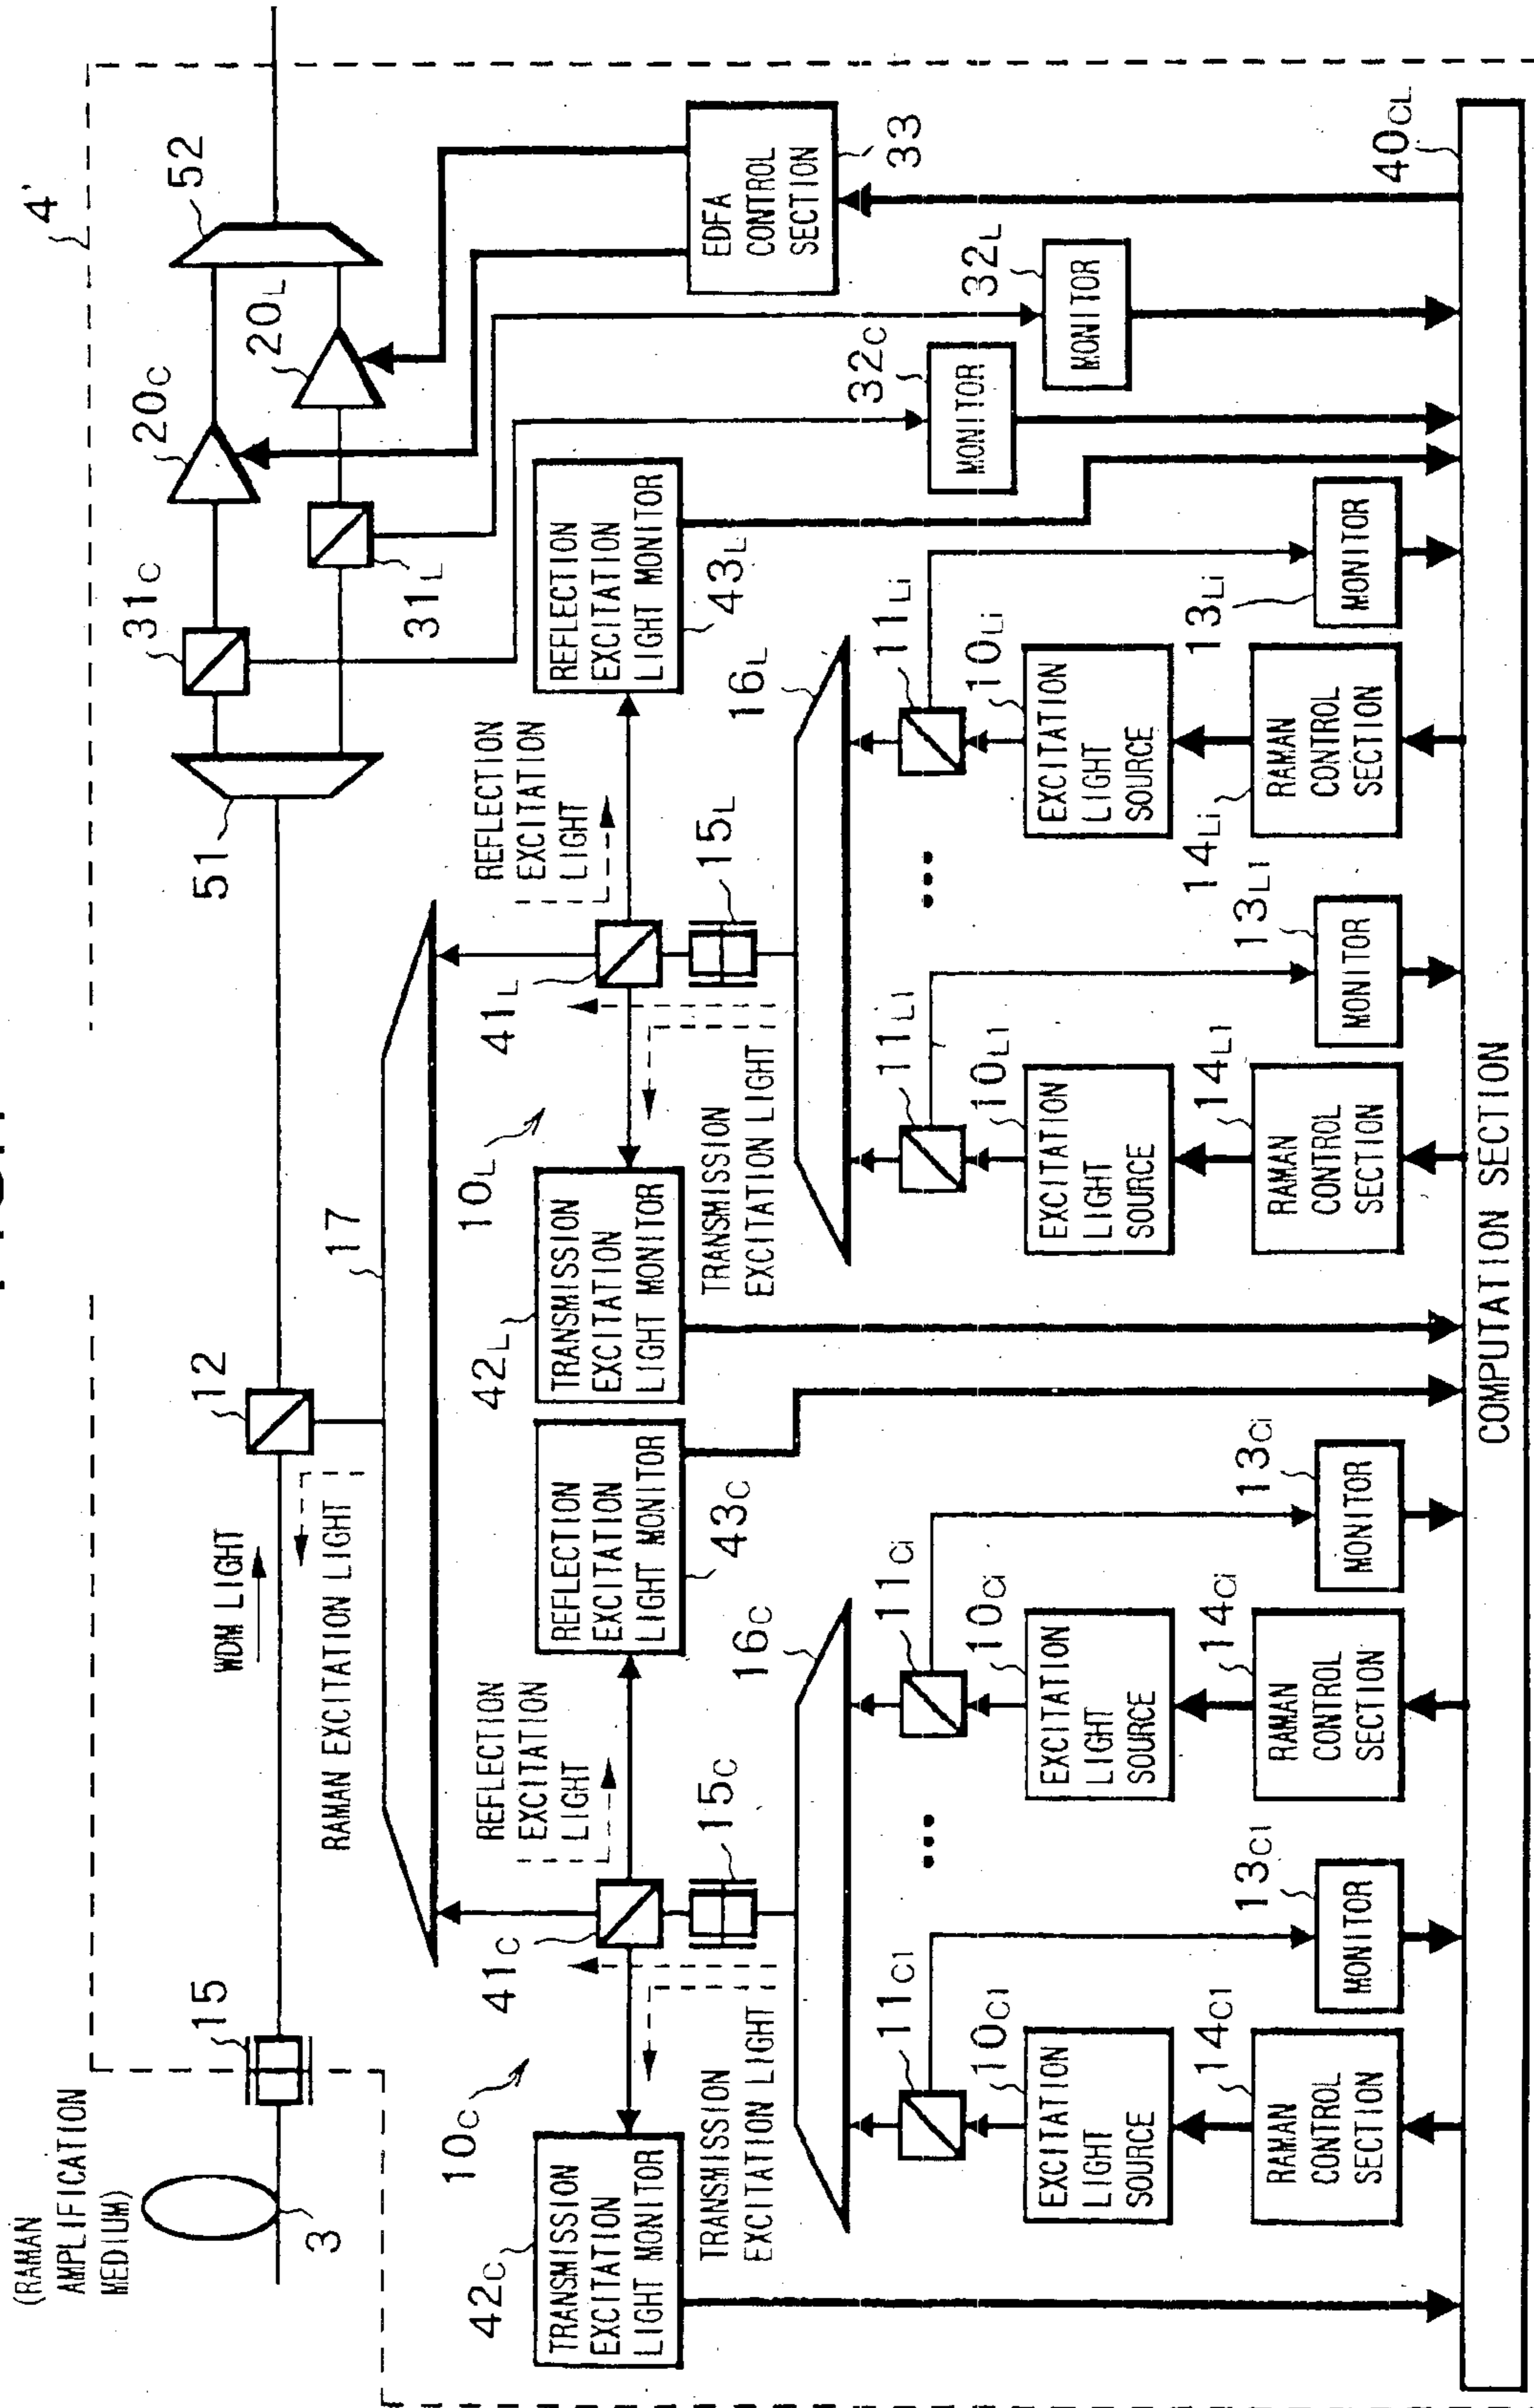 (RAMAN
AMPLIFICATION
MEDIUM)
3
15
WDM LIGHT
RAMAN EXCITATION LIGHT
12
17
51
31C
20C
31L
20L
52
4'
10C
41C
REFLECTION
EXCITATION
LIGHT
10L
41L
REFLECTION
EXCITATION
LIGHT
42C
TRANSMISSION
EXCITATION
LIGHT MONITOR
REFLECTION
EXCITATION
LIGHT MONITOR
43C
42L
TRANSMISSION
EXCITATION
LIGHT MONITOR
REFLECTION
EXCITATION
LIGHT MONITOR
43L
EDFA
CONTROL
SECTION
33
TRANSMISSION
EXCITATION LIGHT
15C
16C
TRANSMISSION
EXCITATION LIGHT
15L
16L
32C
MONITOR
32L
MONITOR
11C1
...
11Ci
11L1
...
11Li
10C1
EXCITATION
LIGHT
SOURCE
10Ci
EXCITATION
LIGHT
SOURCE
10L1
EXCITATION
LIGHT
SOURCE
10Li
EXCITATION
LIGHT
SOURCE
14C1
RAMAN
CONTROL
SECTION
13C1
MONITOR
14Ci
RAMAN
CONTROL
SECTION
13Ci
MONITOR
14L1
RAMAN
CONTROL
SECTION
13L1
MONITOR
14Li
RAMAN
CONTROL
SECTION
13Li
MONITOR
40CL
COMPUTATION SECTION